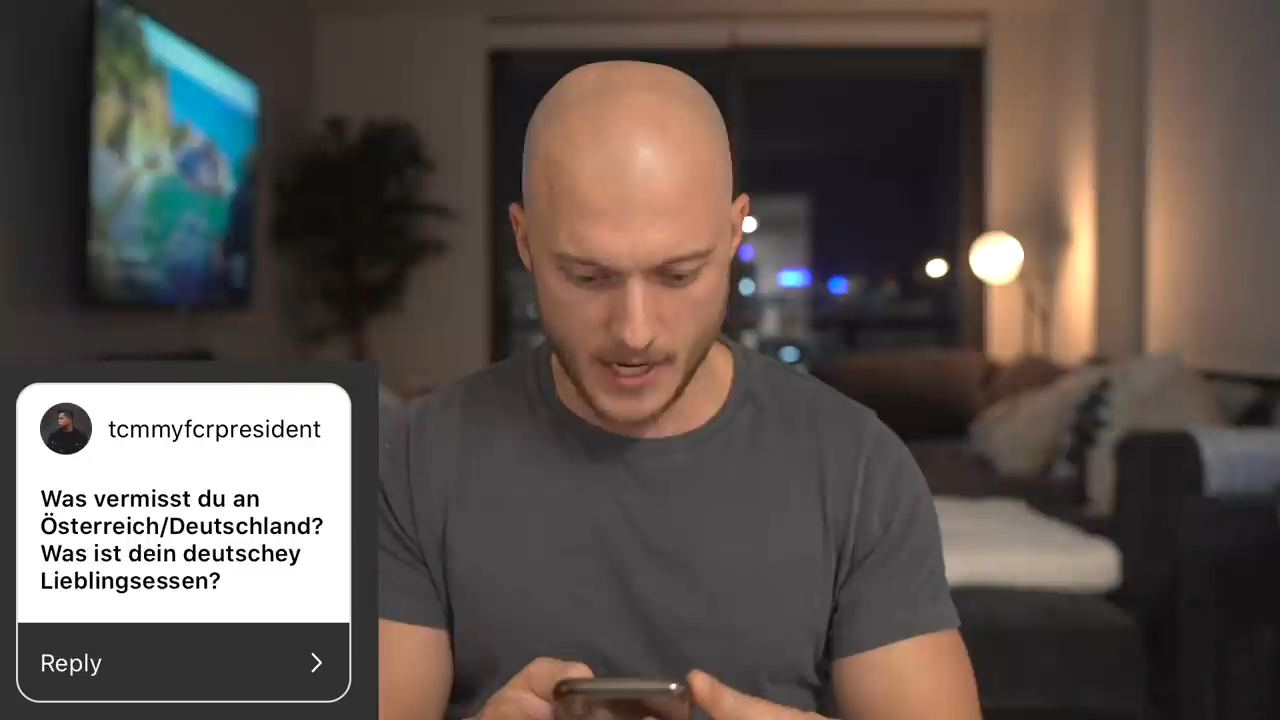 tcmmyfcrpresident
Was vermisst du an
Österreich/Deutschland?
Was ist dein deutschey
Lieblingsessen?
Reply